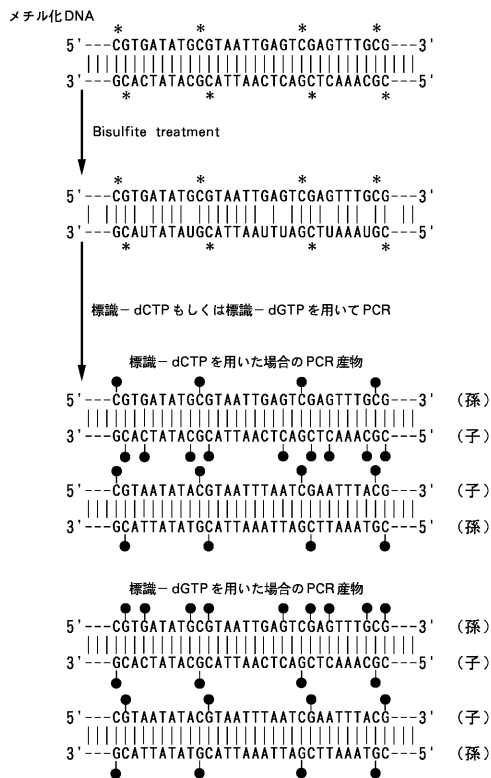 メチル化DNA
* * * *
5'---CGTGATATGCGTAATTGAGTCGAGTTTGCG---3'
3'---GCACTATACGCATTAACTCAGCTCAAACGC---5'
* * * *
Bisulfite treatment
* * * *
5'---CGTGATATGCGTAATTGAGTCGAGTTTGCG---3'
3'---GCAUTATAUGCATTAAUTUAGCTUAAAUGC---5'
* * * *
標識-dCTPもしくは標識-dGTPを用いてPCR
標識-dCTPを用いた場合のPCR産物
5'---CGTGATATGCGTAATTGAGTCGAGTTTGCG---3' (孫)
3'---GCACTATACGCATTAACTCAGCTCAAACGC---5' (子)
5'---CGTAATATACGTAATTTAATCGAATTTACG---3' (子)
3'---GCATTATATGCATTAAATTAGCTTAAATGC---5' (孫)
標識-dGTPを用いた場合のPCR産物
5'---CGTGATATGCGTAATTGAGTCGAGTTTGCG---3' (孫)
3'---GCACTATACGCATTAACTCAGCTCAAACGC---5' (子)
5'---CGTAATATACGTAATTTAATCGAATTTACG---3' (子)
3'---GCATTATATGCATTAAATTAGCTTAAATGC---5' (孫)